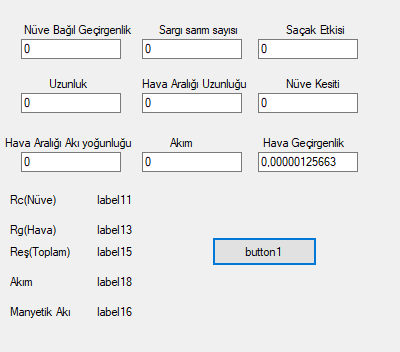 Nüve Bağıl Geçirgenlik Sargı sarım sayısı Saçak Etkisi
0 0 0
Uzunluk Hava Aralığı Uzunluğu Nüve Kesiti
0 0 0
Hava Aralığı Akı yoğunluğu Akım Hava Geçirgenlik
0 0 0,00000125663
Rc(Nüve) label11
Rg(Hava) label13
Reş(Toplam) label15 button1
Akım label18
Manyetik Akı label16